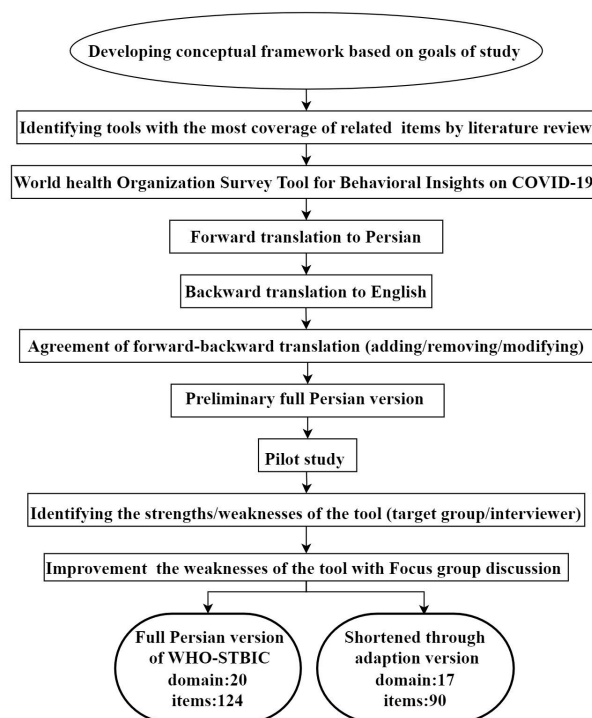 Developing conceptual framework based on goals of study
Identifying tools with the most coverage of related items by literature review
World health Organization Survey Tool for Behavioral Insights on COVID-19
Forward translation to Persian
Backward translation to English
Agreement of forward-backward translation (adding/removing/modifying)
Preliminary full Persian version
Pilot study
Identifying the strengths/weaknesses of the tool (target group/interviewer)
Improvement the weaknesses of the tool with Focus group discussion
Full Persian version
of WHO-STBIC
domain:20
items:124
Shortened through
adaption version
domain:17
items:90